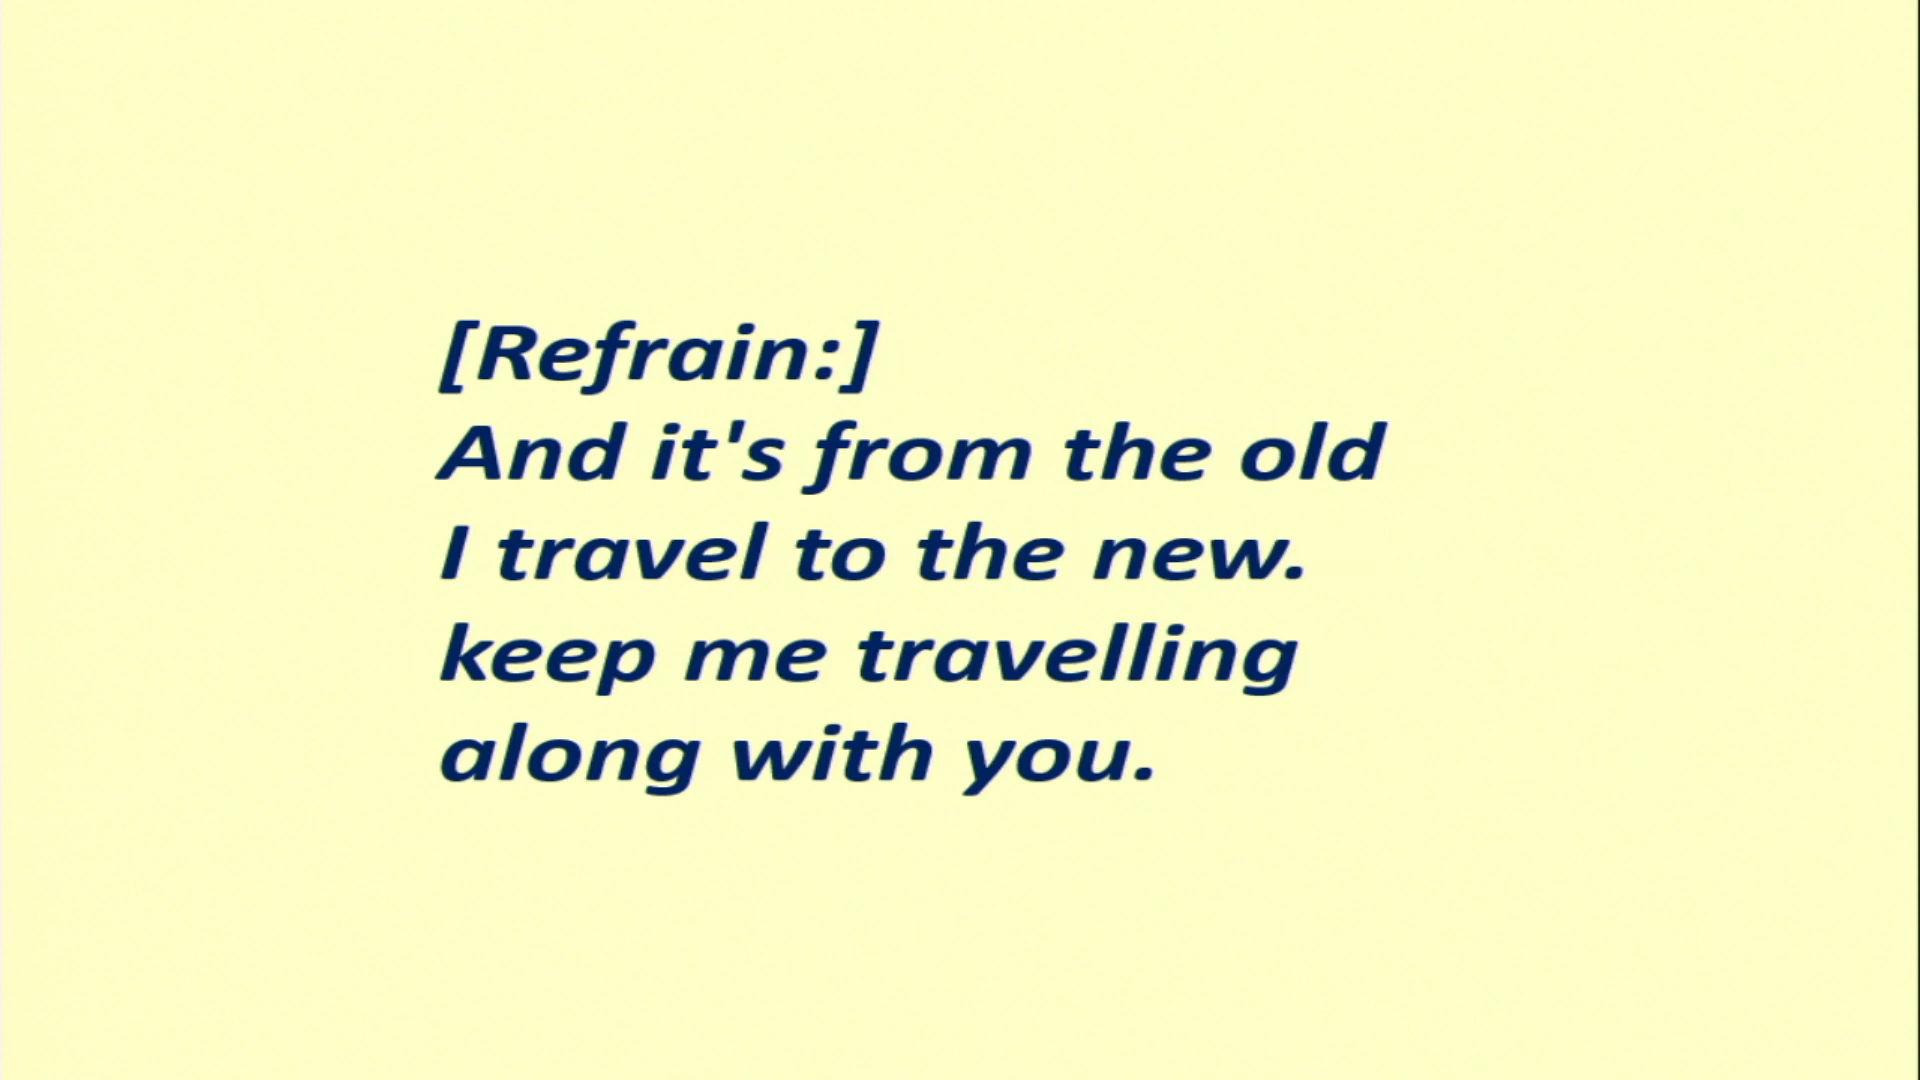 [Refrain:]
And it's from the old
I travel to the new.
keep me travelling
along with you.